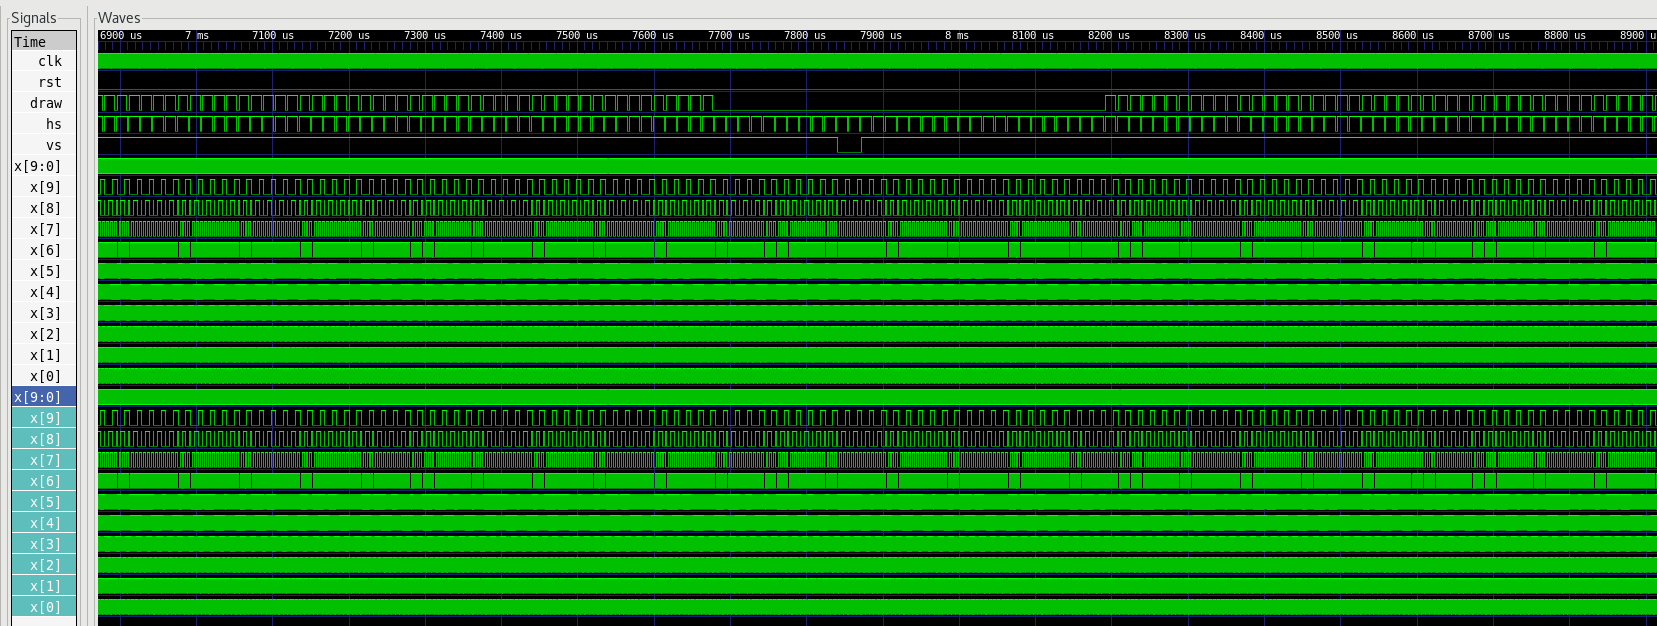 Signals Waves
Time 6900 us 7 ms 7100 us 7200 us 7300 us 7400 us 7500 us 7600 us 7700 us 7800 us 7900 us 8 ms 8100 us 8200 us 8300 us 8400 us 8500 us 8600 us 8700 us 8800 us 8900 u
clk
rst
draw
hs
vs
x[9:0]
x[9]
x[8]
x[7]
x[6]
x[5]
x[4]
x[3]
x[2]
x[1]
x[0]
x[9:0]
x[9]
x[8]
x[7]
x[6]
x[5]
x[4]
x[3]
x[2]
x[1]
x[0]